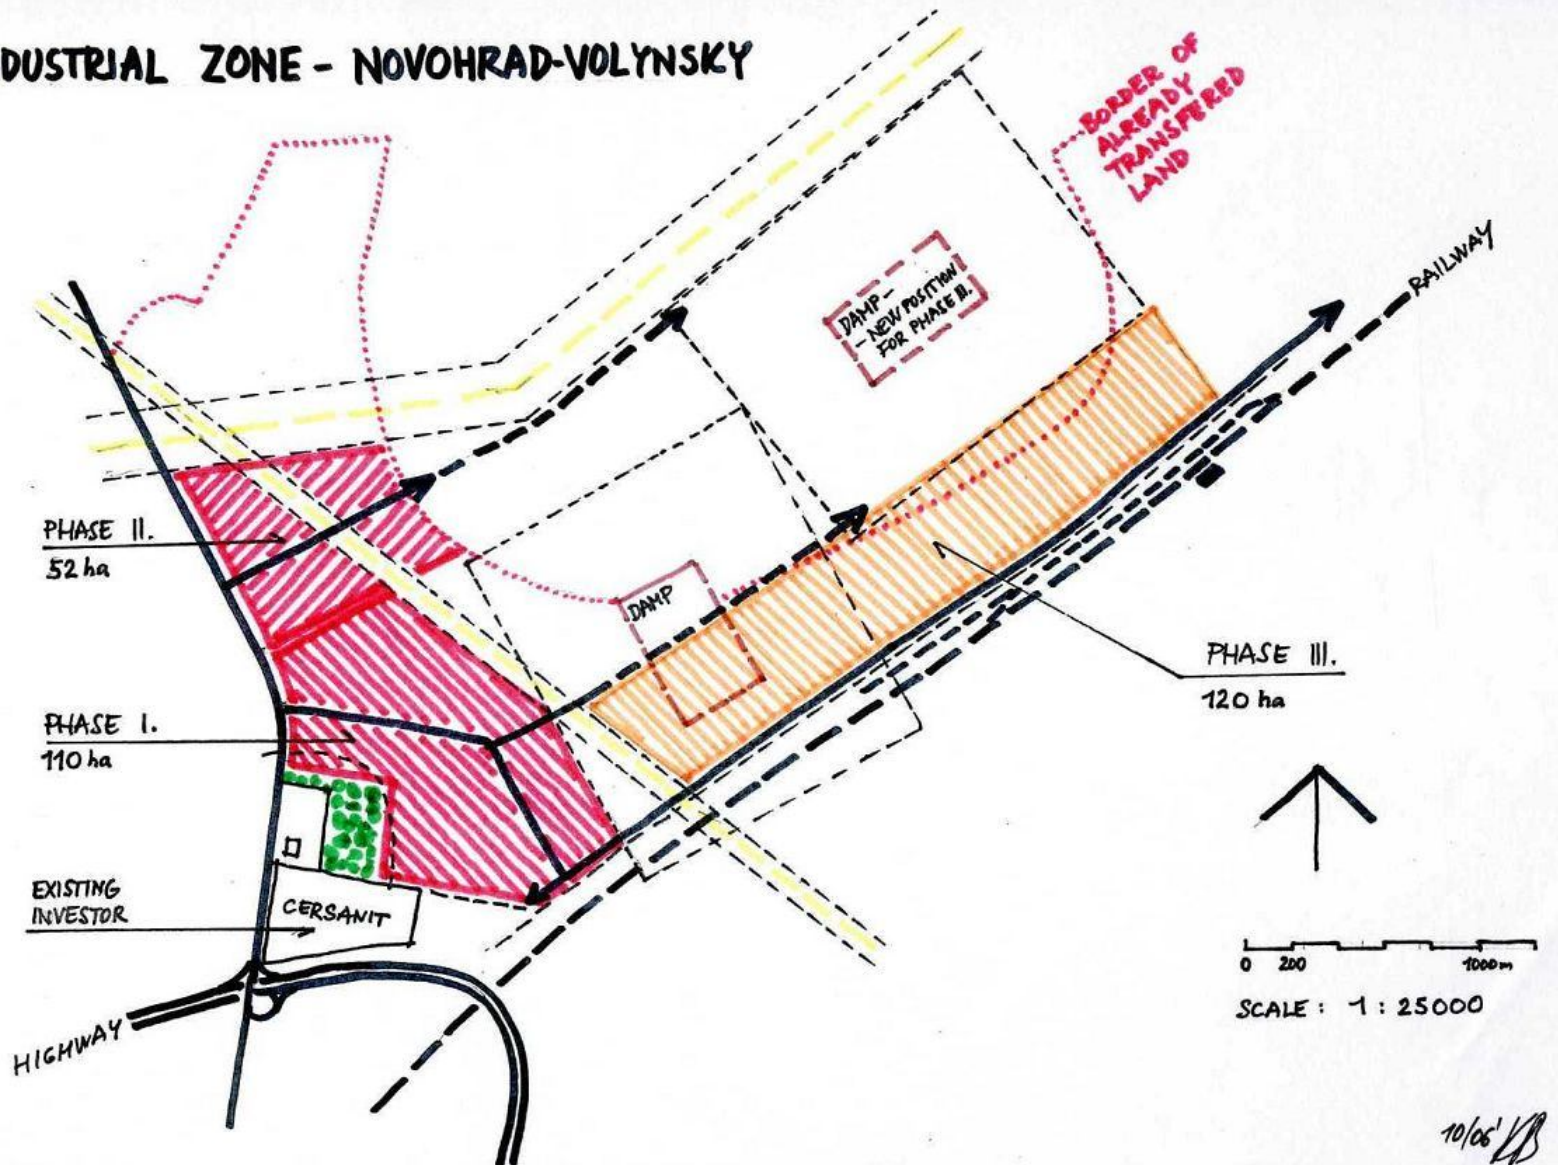 DUSTRIAL ZONE - NOVOHRAD-VOLYNSKY
BORDER OF
ALREADY
TRANSFERED
LAND
RAILWAY
DAMP -
- NEW POSITION
FOR PHASE III.
PHASE II.
52 ha
DAMP
PHASE III.
120 ha
PHASE I.
110 ha
EXISTING
INVESTOR
CERSANIT
HIGHWAY
0 200 1000m
SCALE : 1 : 25000
10/06'